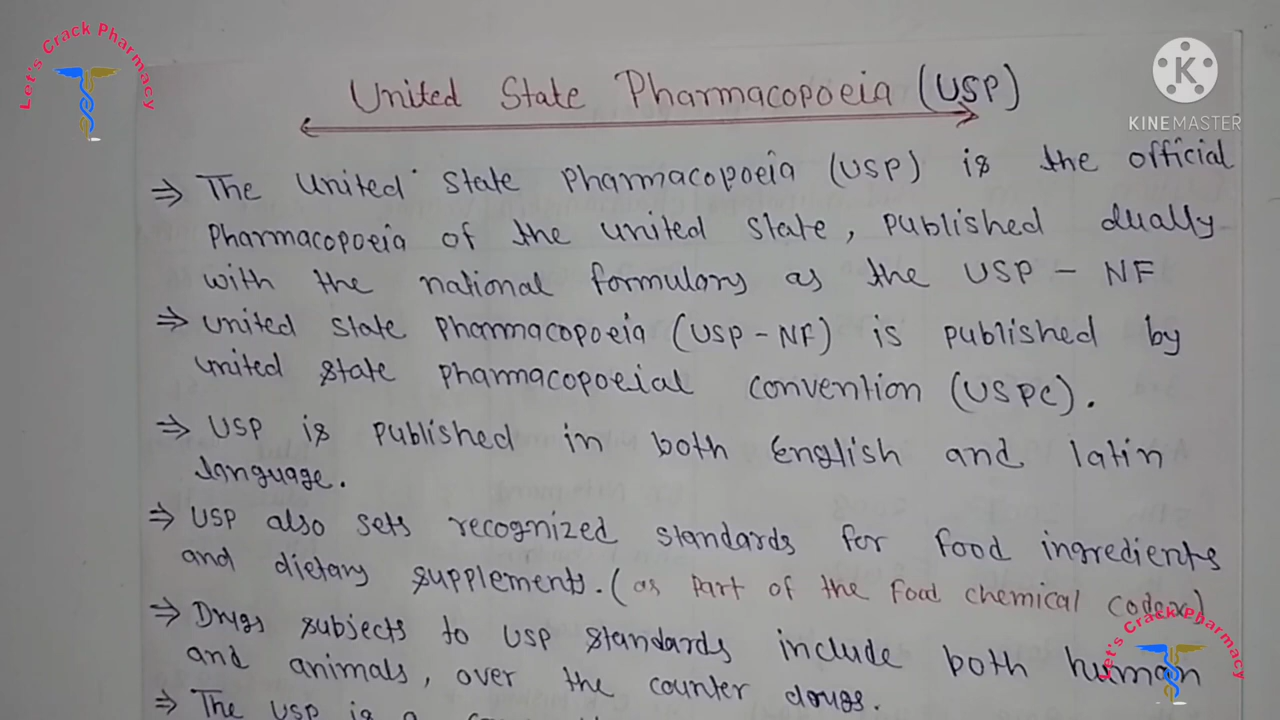 Let's Crack Pharmacy
KINEMASTER
United State Pharmacopoeia (USP)
⇒ The United State Pharmacopoeia (USP) is the official
Pharmacopoeia of the united state, published dually
with the national formulary as the USP - NF
⇒ united state pharmacopoeia (USP-NF) is published by
united state pharmacopoeial convention (USPC).
⇒ USP is published in both English and latin
language.
⇒ USP also sets recognized standards for food ingredients
and dietary supplements. (as part of the food chemical codex)
⇒ Drugs subjects to USP standards include both human
and animals, over the counter drugs.
⇒ The USP is a
Let's Crack Pharmacy